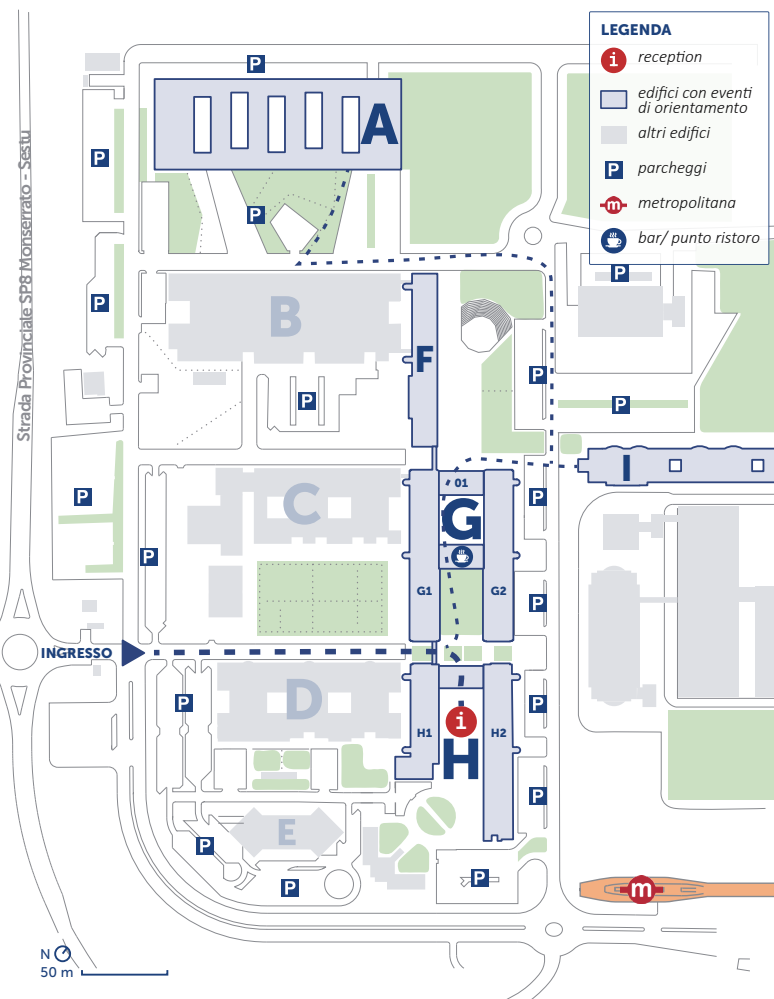 LEGENDA
i
reception
edifici con eventi
di orientamento
altri edifici
P
parcheggi
m
metropolitana
bar/ punto ristoro
P
A
P
P
P
P
Strada Provinciale SP8 Monserrato - Sestu
B
F
P
P
P
I
P
C
01
P
G
P
G1
G2
P
INGRESSO
D
P
P
i
H1
H2
H
P
E
P
P
P
m
N
50 m